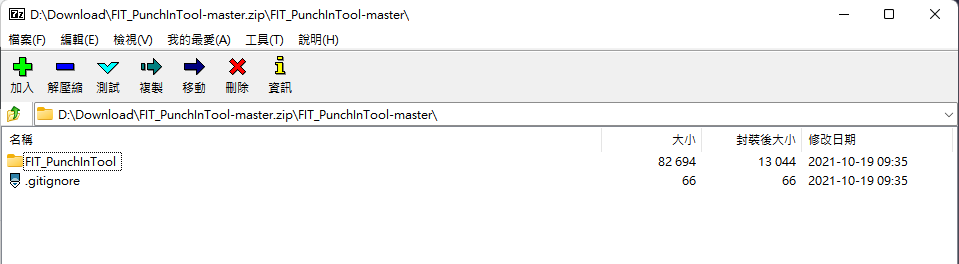 7z D:\Download\FIT_PunchInTool-master.zip\FIT_PunchInTool-master\
檔案(F) 編輯(E) 檢視(V) 我的最愛(A) 工具(T) 說明(H)
加入 解壓縮 測試 複製 移動 刪除 資訊
D:\Download\FIT_PunchInTool-master.zip\FIT_PunchInTool-master\
名稱 大小 封裝後大小 修改日期
FIT_PunchInTool 82 694 13 044 2021-10-19 09:35
.gitignore 66 66 2021-10-19 09:35